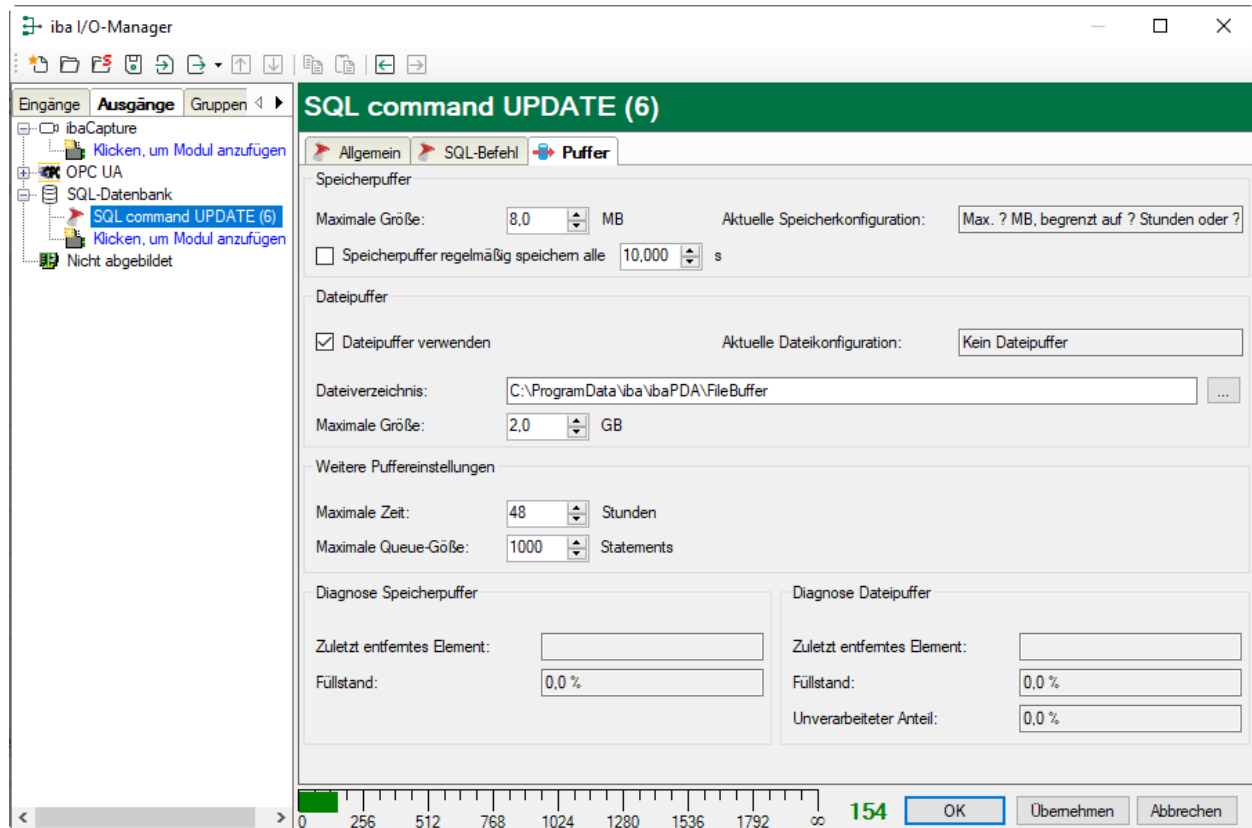 iba I/O-Manager
Eingänge Ausgänge Gruppen
ibaCapture
Klicken, um Modul anzufügen
OPC UA
SQL-Datenbank
SQL command UPDATE (6)
Klicken, um Modul anzufügen
Nicht abgebildet
SQL command UPDATE (6)
Allgemein SQL-Befehl Puffer
Speicherpuffer
Maximale Größe: 8,0 MB Aktuelle Speicherkonfiguration: Max. ? MB, begrenzt auf ? Stunden oder ?
Speicherpuffer regelmäßig speichern alle 10,000 s
Dateipuffer
Dateipuffer verwenden Aktuelle Dateikonfiguration: Kein Dateipuffer
Dateiverzeichnis: C:\ProgramData\iba\ibaPDA\FileBuffer ...
Maximale Größe: 2,0 GB
Weitere Puffereinstellungen
Maximale Zeit: 48 Stunden
Maximale Queue-Göße: 1000 Statements
Diagnose Speicherpuffer
Zuletzt entferntes Element:
Füllstand: 0,0 %
Diagnose Dateipuffer
Zuletzt entferntes Element:
Füllstand: 0,0 %
Unverarbeiteter Anteil: 0,0 %
0 256 512 768 1024 1280 1536 1792 ∞
154 OK Übernehmen Abbrechen